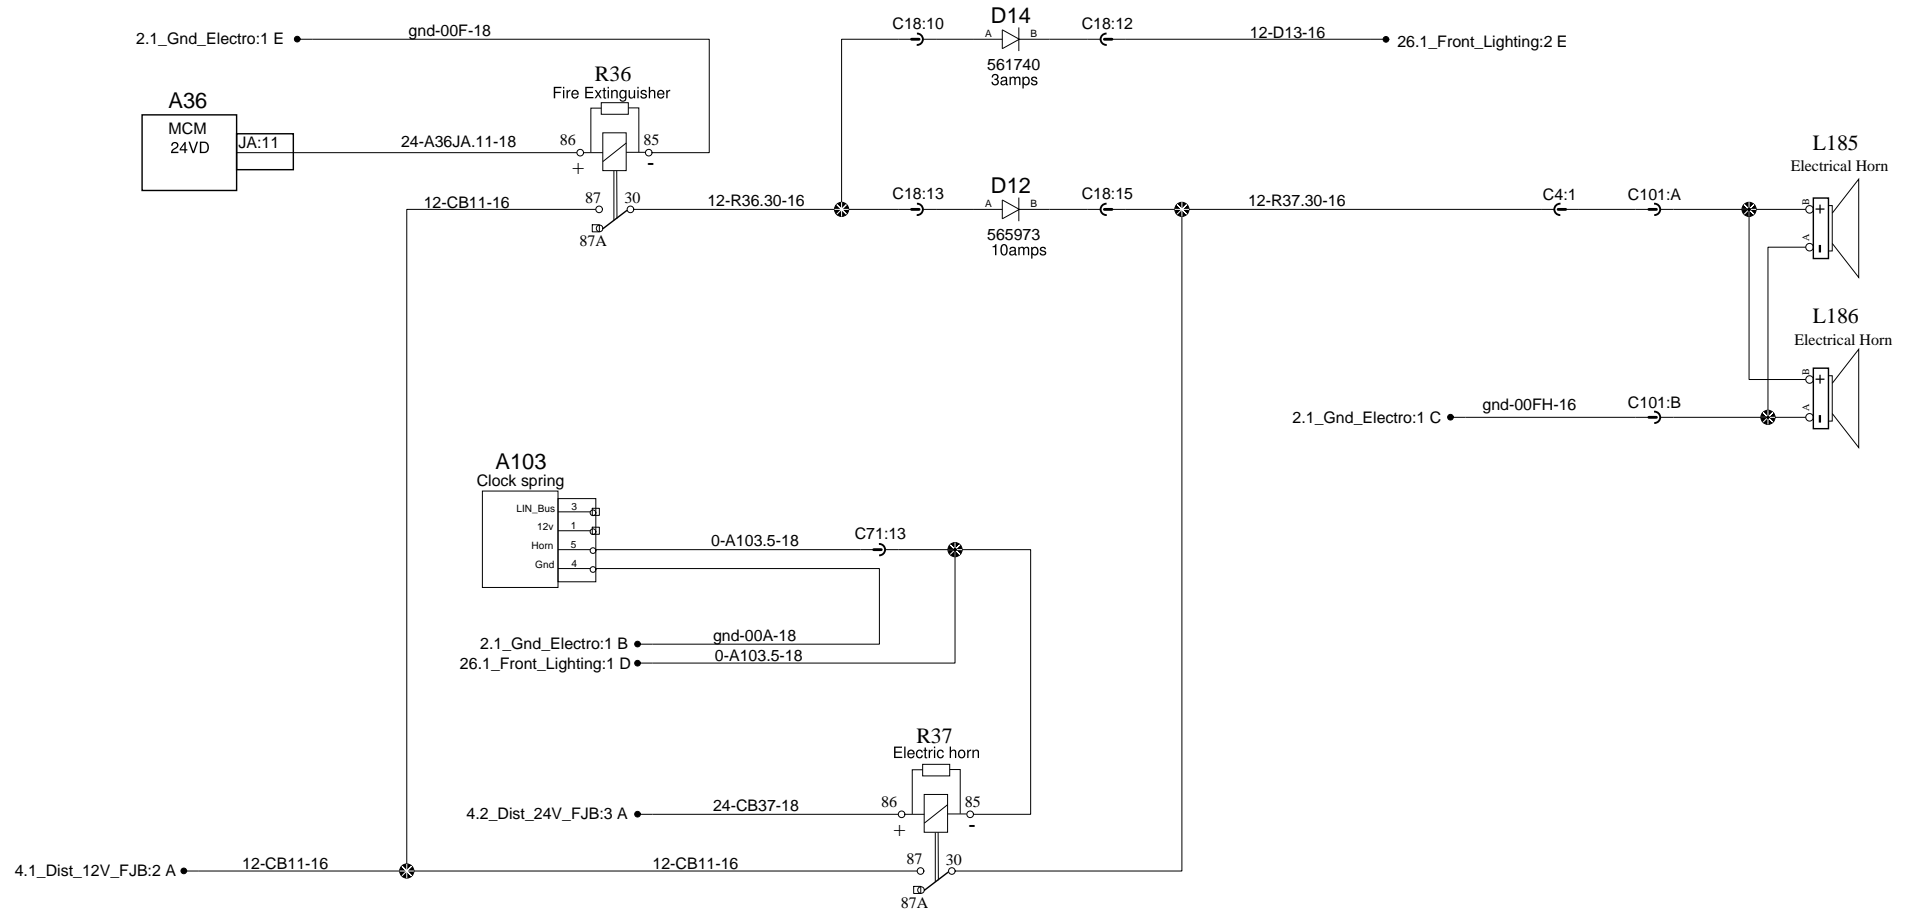 2.1_Gnd_Electro:1 E
gnd-00F-18
C18:10
D14
A
B
561740
3amps
C18:12
12-D13-16
26.1_Front_Lighting:2 E
R36
Fire Extinguisher
A36
MCM
24VD
JA:11
24-A36JA.11-18
86
+
85
-
12-CB11-16
87
30
87A
12-R36.30-16
C18:13
D12
A
B
565973
10amps
C18:15
12-R37.30-16
C4:1
C101:A
L185
Electrical Horn
B
+
A
-
L186
Electrical Horn
B
+
A
-
2.1_Gnd_Electro:1 C
gnd-00FH-16
C101:B
A103
Clock spring
LIN_Bus
3
12v
1
Horn
5
Gnd
4
0-A103.5-18
C71:13
2.1_Gnd_Electro:1 B
gnd-00A-18
26.1_Front_Lighting:1 D
0-A103.5-18
R37
Electric horn
4.2_Dist_24V_FJB:3 A
24-CB37-18
86
+
85
-
4.1_Dist_12V_FJB:2 A
12-CB11-16
12-CB11-16
87
30
87A